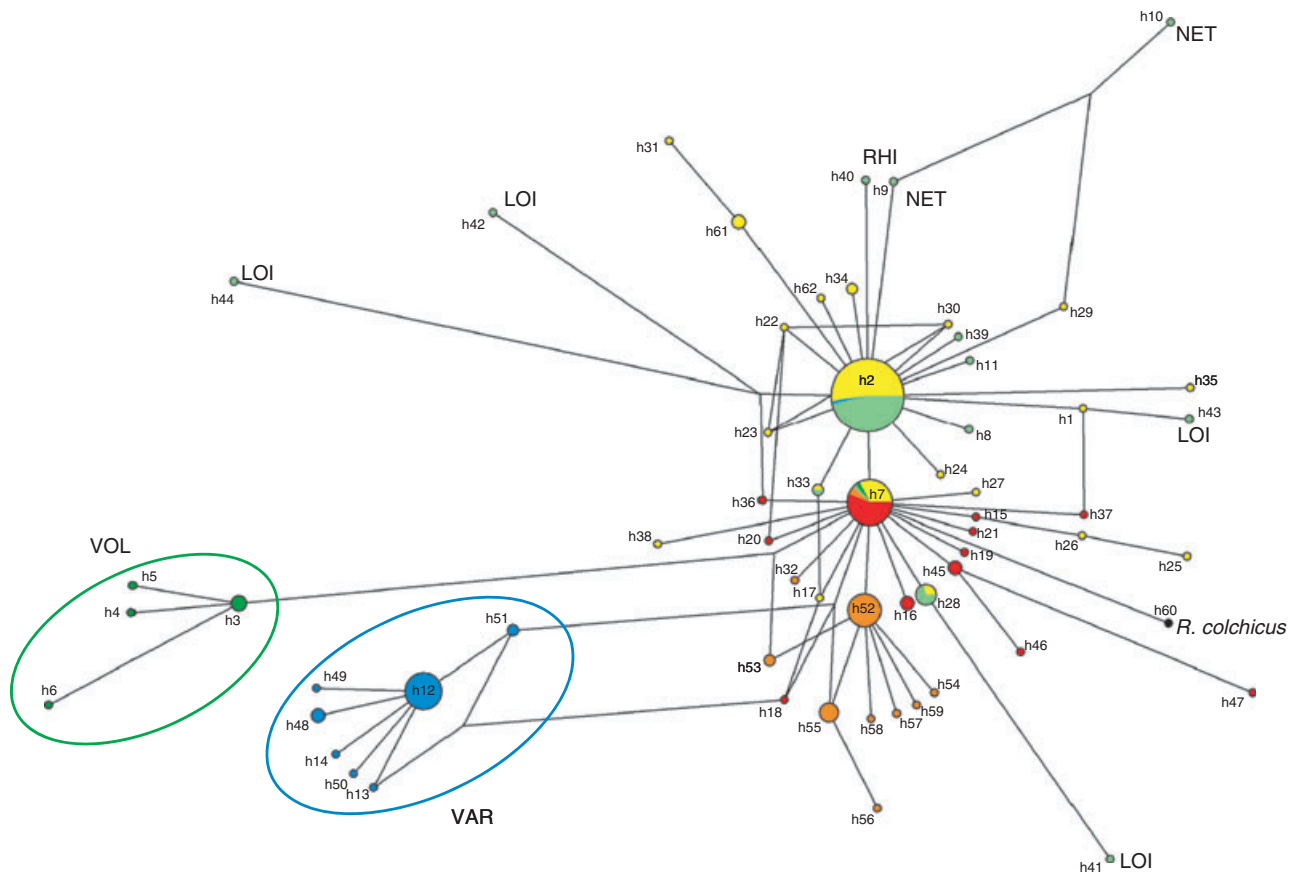 h10
NET
h31
RHI
h40
h9
NET
LOI
h42
h61
LOI
h44
h34
h62
h30
h22
h39
h29
h11
h2
h35
h1
h43
LOI
h23
h8
h24
h33
h27
h7
h36
h15
h37
h21
h20
h38
h19
h26
h25
VOL
h32
h45
h5
h17
h60
h4
h3
h52
h16
h28
R. colchicus
h51
h46
h53
h6
h49
h12
h54
h47
h18
h59
h48
h55
h57
h58
h14
h50
h13
VAR
h56
h41
LOI